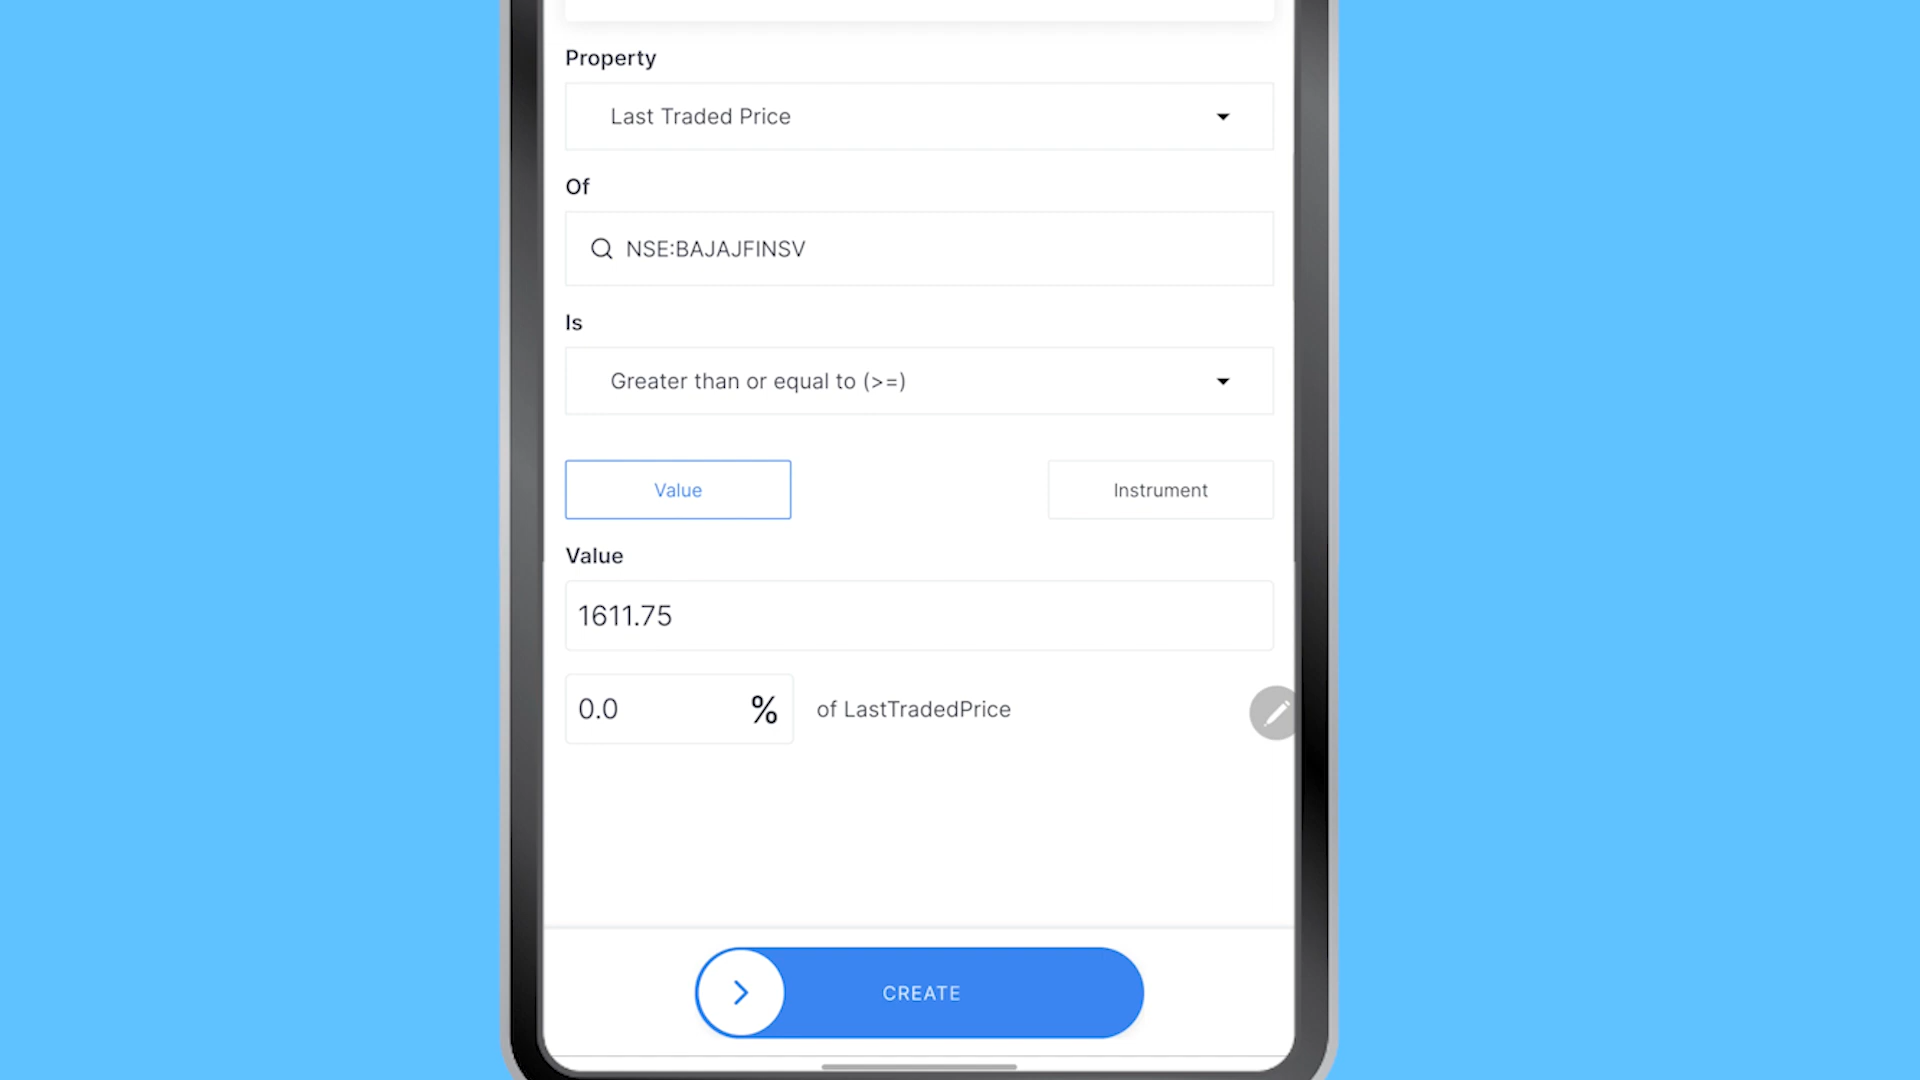 Property
Last Traded Price
Of
NSE:BAJAJFINSV
Is
Greater than or equal to (>=)
Value
Instrument
Value
1611.75
0.0 % of LastTradedPrice
CREATE